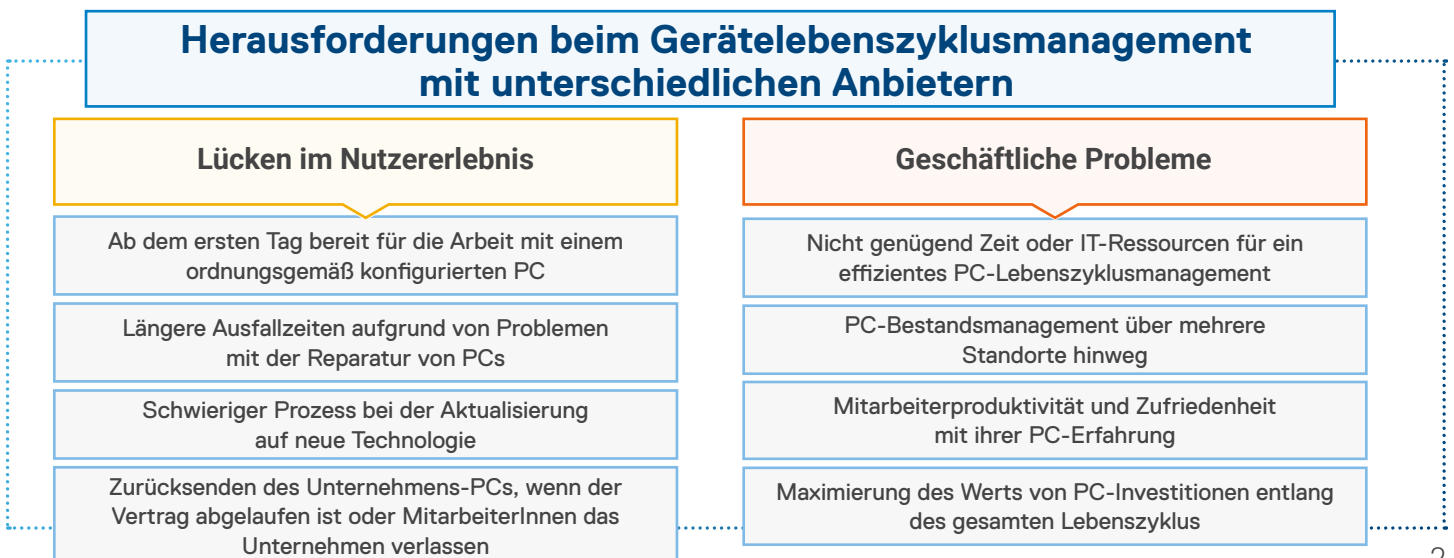 Herausforderungen beim Gerätelebenszyklusmanagement
mit unterschiedlichen Anbietern
Lücken im Nutzererlebnis
Ab dem ersten Tag bereit für die Arbeit mit einem
ordnungsgemäß konfigurierten PC
Längere Ausfallzeiten aufgrund von Problemen
mit der Reparatur von PCs
Schwieriger Prozess bei der Aktualisierung
auf neue Technologie
Zurücksenden des Unternehmens-PCs, wenn der
Vertrag abgelaufen ist oder MitarbeiterInnen das
Unternehmen verlassen
Geschäftliche Probleme
Nicht genügend Zeit oder IT-Ressourcen für ein
effizientes PC-Lebenszyklusmanagement
PC-Bestandsmanagement über mehrere
Standorte hinweg
Mitarbeiterproduktivität und Zufriedenheit
mit ihrer PC-Erfahrung
Maximierung des Werts von PC-Investitionen entlang
des gesamten Lebenszyklus